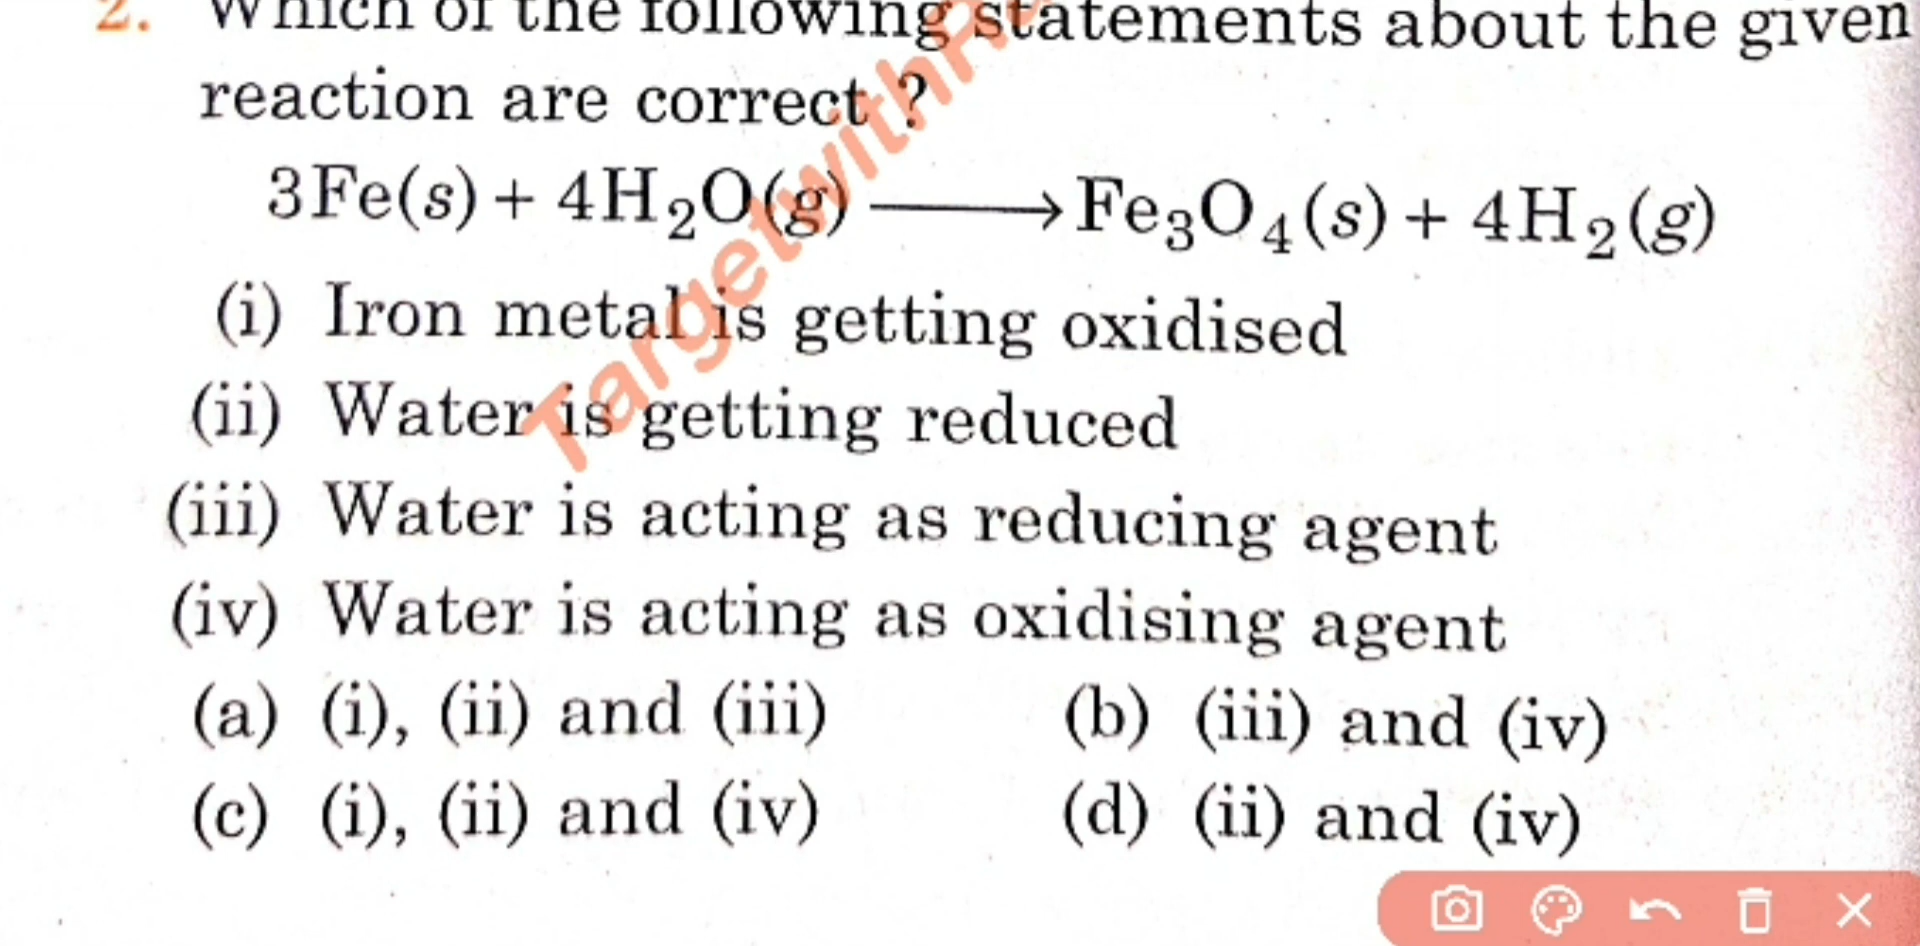 2. Which of the following statements about the given
reaction are correct ?
3Fe(s) + 4H₂O(g) ⟶ Fe₃O₄(s) + 4H₂(g)
(i) Iron metal is getting oxidised
(ii) Water is getting reduced
(iii) Water is acting as reducing agent
(iv) Water is acting as oxidising agent
(a) (i), (ii) and (iii) (b) (iii) and (iv)
(c) (i), (ii) and (iv) (d) (ii) and (iv)